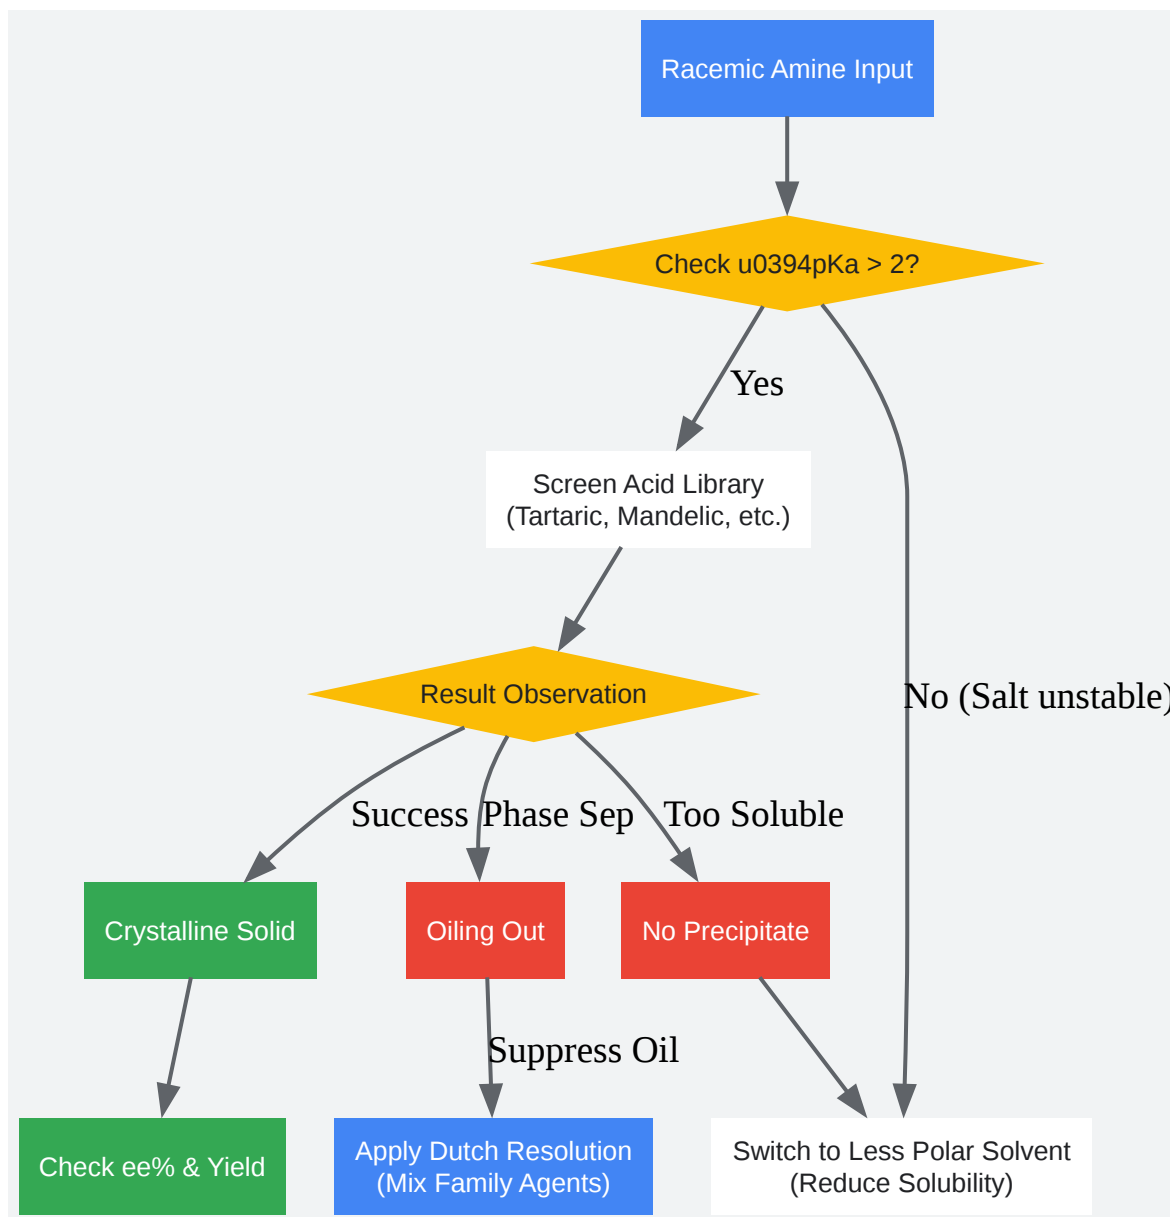 Racemic Amine Input
Check u0394pKa > 2?
Yes
Screen Acid Library
(Tartaric, Mandelic, etc.)
Result Observation
No (Salt unstable)
Success
Phase Sep
Too Soluble
Crystalline Solid
Oiling Out
No Precipitate
Suppress Oil
Check ee% & Yield
Apply Dutch Resolution
(Mix Family Agents)
Switch to Less Polar Solvent
(Reduce Solubility)